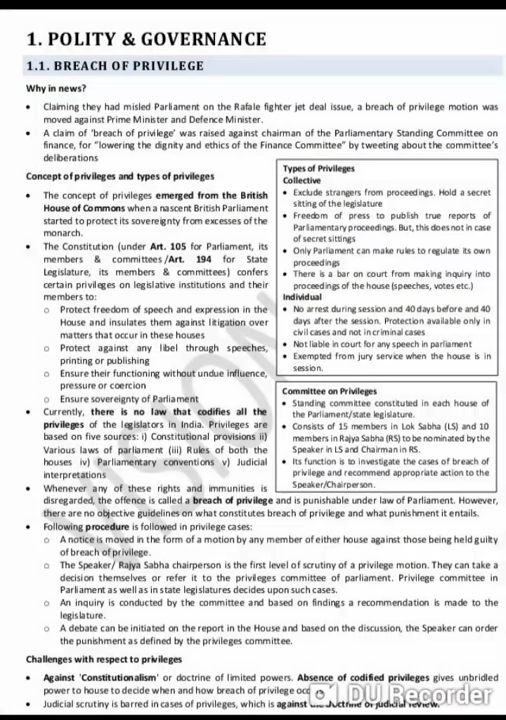 1. POLITY & GOVERNANCE
1.1. BREACH OF PRIVILEGE
Why in news?
• Claiming they had misled Parliament on the Rafale fighter jet deal issue, a breach of privilege motion was
moved against Prime Minister and Defence Minister.
• A claim of 'breach of privilege' was raised against chairman of the Parliamentary Standing Committee on
finance, for "lowering the dignity and ethics of the Finance Committee" by tweeting about the committee's
deliberations
Concept of privileges and types of privileges
• The concept of privileges emerged from the British
House of Commons when a nascent British Parliament
started to protect its sovereignty from excesses of the
monarch.
• The Constitution (under Art. 105 for Parliament, its
members & committees /Art. 194 for State
Legislature, its members & committees) confers
certain privileges on legislative institutions and their
members to:
o Protect freedom of speech and expression in the
House and insulates them against litigation over
matters that occur in these houses
o Protect against any libel through speeches,
printing or publishing
o Ensure their functioning without undue influence,
pressure or coercion
o Ensure sovereignty of Parliament
• Currently, there is no law that codifies all the
privileges of the legislators in India. Privileges are
based on five sources: i) Constitutional provisions ii)
Various laws of parliament (iii) Rules of both the
houses iv) Parliamentary conventions v) Judicial
interpretations
Types of Privileges
Collective
• Exclude strangers from proceedings. Hold a secret
sitting of the legislature
• Freedom of press to publish true reports of
Parliamentary proceedings. But, this does not in case
of secret sittings
• Only Parliament can make rules to regulate its own
proceedings
• There is a bar on court from making inquiry into
proceedings of the house (speeches, votes etc.)
Individual
• No arrest during session and 40 days before and 40
days after the session. Protection available only in
civil cases and not in criminal cases
• Not liable in court for any speech in parliament
• Exempted from jury service when the house is in
session.
Committee on Privileges
• Standing committee constituted in each house of
the Parliament/state legislature.
• Consists of 15 members in Lok Sabha (LS) and 10
members in Rajya Sabha (RS) to be nominated by the
Speaker in LS and Chairman in RS.
• Its function is to investigate the cases of breach of
privilege and recommend appropriate action to the
Speaker/Chairperson.
• Whenever any of these rights and immunities is
disregarded, the offence is called a breach of privilege and is punishable under law of Parliament. However,
there are no objective guidelines on what constitutes breach of privilege and what punishment it entails.
• Following procedure is followed in privilege cases:
o A notice is moved in the form of a motion by any member of either house against those being held guilty
of breach of privilege.
o The Speaker/ Rajya Sabha chairperson is the first level of scrutiny of a privilege motion. They can take a
decision themselves or refer it to the privileges committee of parliament. Privilege committee in
Parliament as well as in state legislatures decides upon such cases.
o An inquiry is conducted by the committee and based on findings a recommendation is made to the
legislature.
o A debate can be initiated on the report in the House and based on the discussion, the Speaker can order
the punishment as defined by the privileges committee.
Challenges with respect to privileges
• Against 'Constitutionalism' or doctrine of limited powers. Absence of codified privileges gives unbridled
power to house to decide when and how breach of privilege
• Judicial scrutiny is barred in cases of privileges, which is against the doctrine of judicial review.
DU Recorder